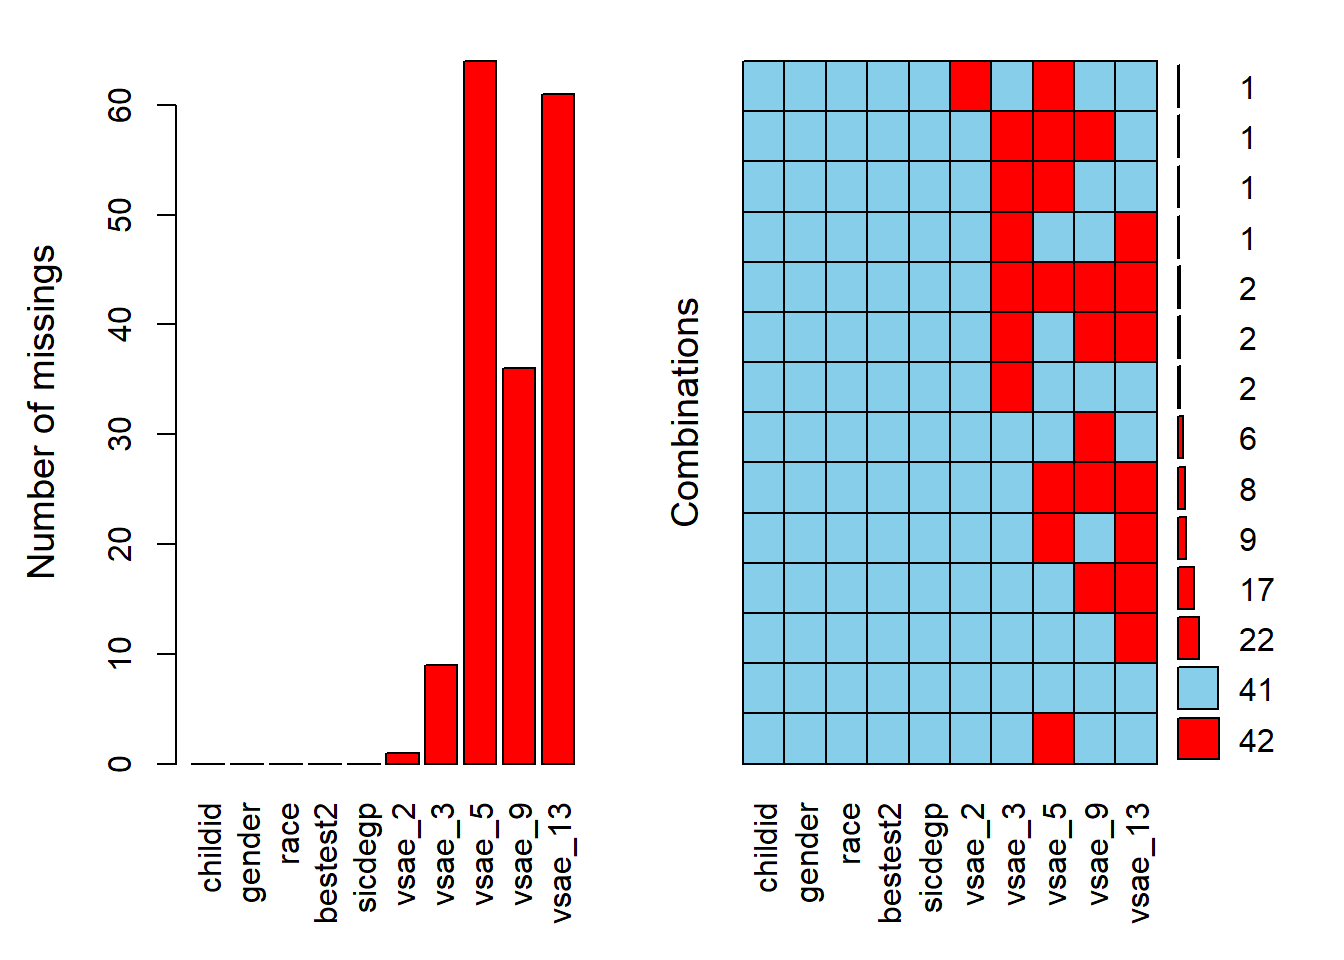 Number of missings
0
10
20
30
40
50
60
childid
gender
race
bestest2
sicdegp
vsae_2
vsae_3
vsae_5
vsae_9
vsae_13
Combinations
childid
gender
race
bestest2
sicdegp
vsae_2
vsae_3
vsae_5
vsae_9
vsae_13
1
1
1
1
2
2
2
6
8
9
17
22
41
42